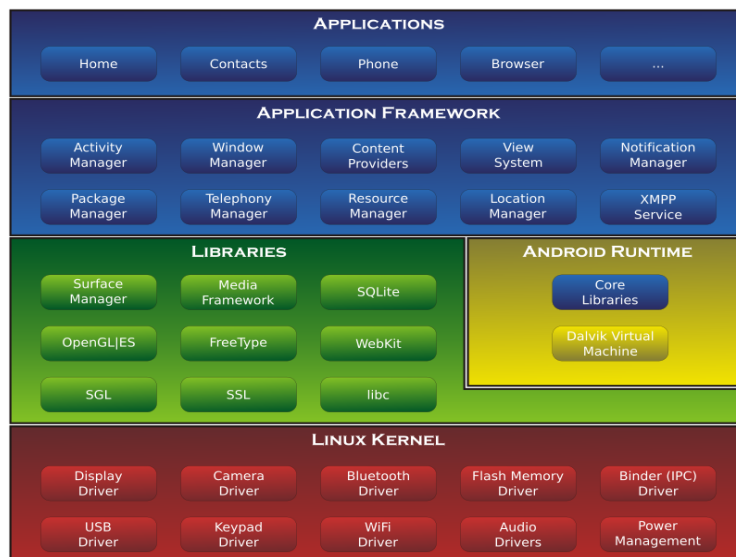 APPLICATIONS
Home
Contacts
Phone
Browser
...
APPLICATION FRAMEWORK
Activity
Manager
Window
Manager
Content
Providers
View
System
Notification
Manager
Package
Manager
Telephony
Manager
Resource
Manager
Location
Manager
XMPP
Service
LIBRARIES
Surface
Manager
Media
Framework
SQLite
OpenGL|ES
FreeType
WebKit
SGL
SSL
libc
ANDROID RUNTIME
Core
Libraries
Dalvik Virtual
Machine
LINUX KERNEL
Display
Driver
Camera
Driver
Bluetooth
Driver
Flash Memory
Driver
Binder (IPC)
Driver
USB
Driver
Keypad
Driver
WiFi
Driver
Audio
Drivers
Power
Management